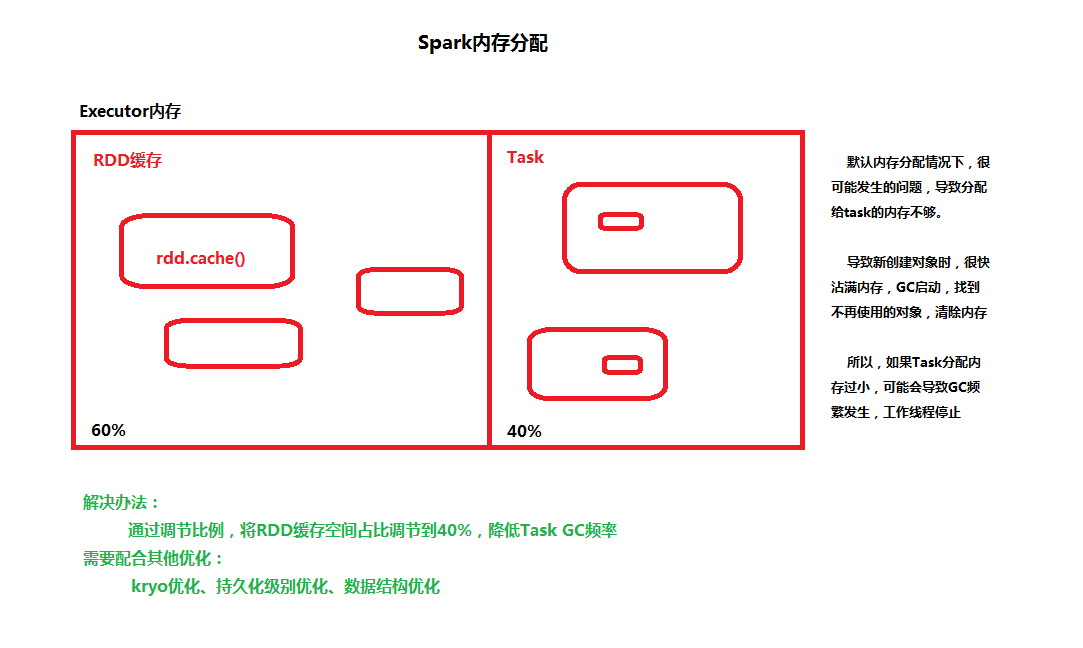 Spark内存分配
Executor内存
RDD缓存
Task
rdd.cache()
60%
40%
默认内存分配情况下，很
可能发生的问题，导致分配
给task的内存不够。
导致新创建对象时，很快
沾满内存，GC启动，找到
不再使用的对象，清除内存
所以，如果Task分配内
存过小，可能会导致GC频
繁发生，工作线程停止
解决办法：
通过调节比例，将RDD缓存空间占比调节到40%，降低Task GC频率
需要配合其他优化：
kryo优化、持久化级别优化、数据结构优化